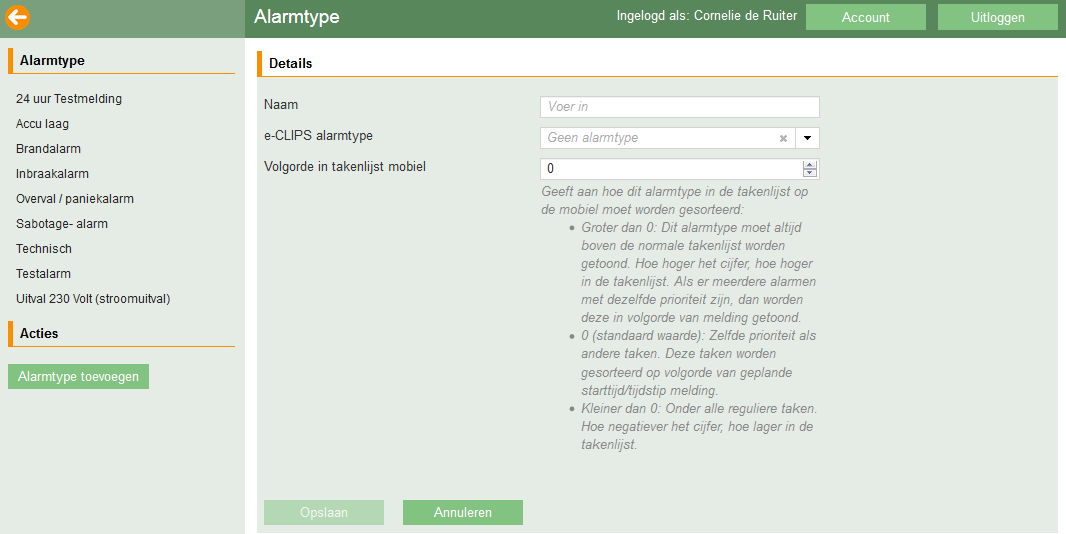 Alarmtype
Ingelogd als: Cornelie de Ruiter
Account
Uitloggen
Alarmtype
24 uur Testmelding
Accu laag
Brandalarm
Inbraakalarm
Overval / paniekalarm
Sabotage- alarm
Technisch
Testalarm
Uitval 230 Volt (stroomuitval)
Acties
Alarmtype toevoegen
Details
Naam
Voer in
e-CLIPS alarmtype
Geen alarmtype
Volgorde in takenlijst mobiel
0
Geeft aan hoe dit alarmtype in de takenlijst op
de mobiel moet worden gesorteerd:
• Groter dan 0: Dit alarmtype moet altijd
boven de normale takenlijst worden
getoond. Hoe hoger het cijfer, hoe hoger
in de takenlijst. Als er meerdere alarmen
met dezelfde prioriteit zijn, dan worden
deze in volgorde van melding getoond.
• 0 (standaard waarde): Zelfde prioriteit als
andere taken. Deze taken worden
gesorteerd op volgorde van geplande
starttijd/tijdstip melding.
• Kleiner dan 0: Onder alle reguliere taken.
Hoe negatiever het cijfer, hoe lager in de
takenlijst.
Opslaan
Annuleren